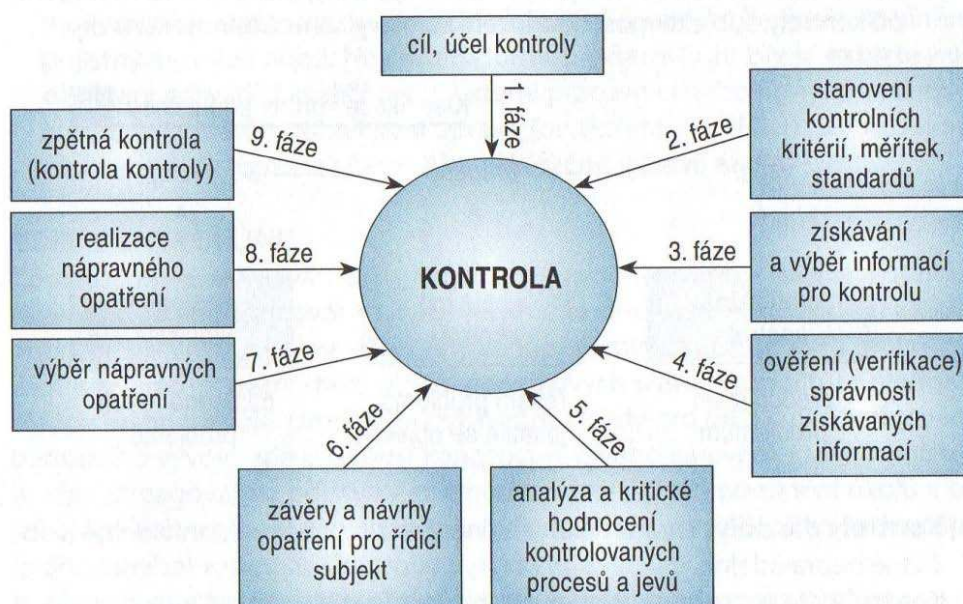 cíl, účel kontroly
1. fáze
2. fáze
stanovení
kontrolních
kritérií, měřítek,
standardů
3. fáze
získávání
a výběr informací
pro kontrolu
4. fáze
ověření (verifikace)
správnosti
získávaných
informací
5. fáze
analýza a kritické
hodnocení
kontrolovaných
procesů a jevů
6. fáze
závěry a návrhy
opatření pro řídicí
subjekt
7. fáze
výběr nápravných
opatření
8. fáze
realizace
nápravného
opatření
9. fáze
zpětná kontrola
(kontrola kontroly)
KONTROLA